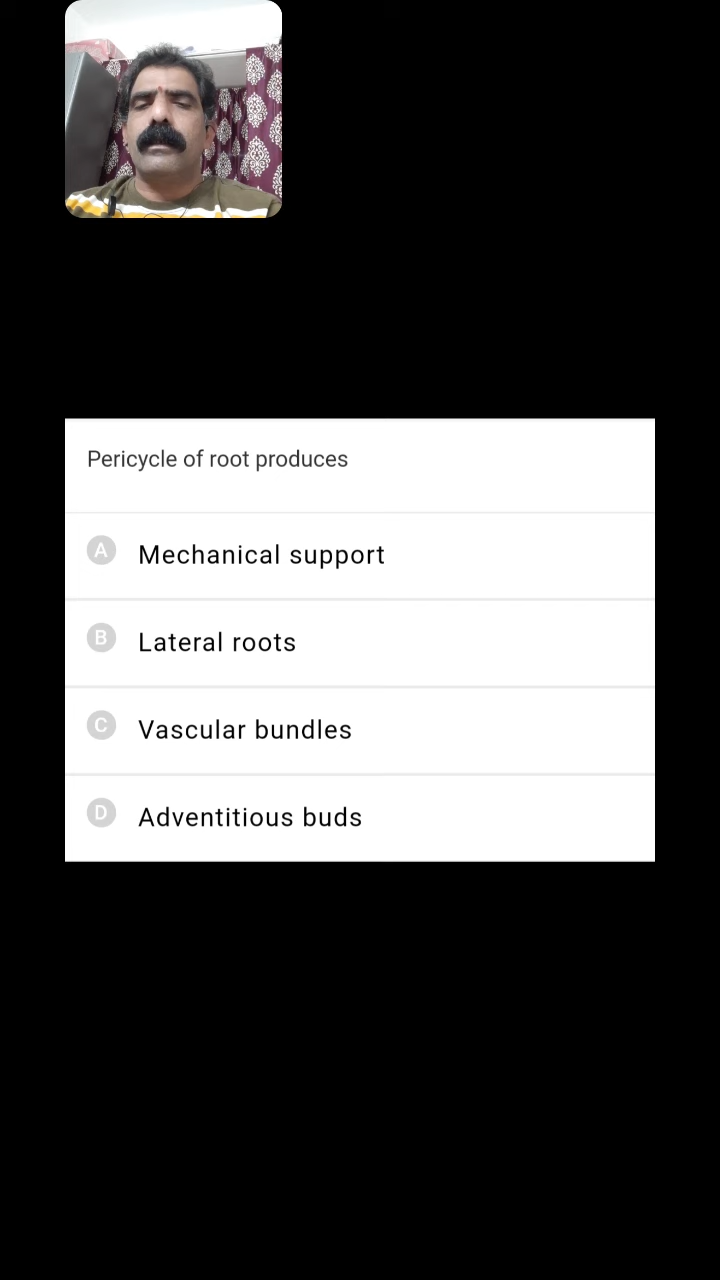 Pericycle of root produces
A Mechanical support
B Lateral roots
C Vascular bundles
D Adventitious buds